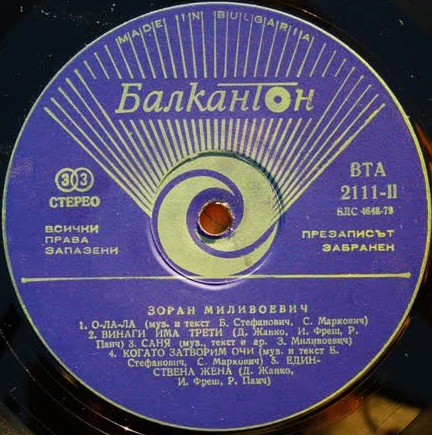 MADE IN BULGARIA
Балкантон
33
СТЕРЕО
ВТА
2111-II
БДС 4648-73
ВСИЧКИ
ПРАВА
ЗАПАЗЕНИ
ПРЕЗАПИСЪТ
ЗАБРАНЕН
ЗОРАН МИЛИВОЕВИЧ
1. О-ЛА-ЛА (муз. и текст Б. Стефанович, С. Маркович)
2. ВИНАГИ ИМА ТРЕТИ (Д. Жавко, И. Фреш, Р.
Паич) 3. САНЯ (муз., текст и ар. З. Миливоевич)
4. КОГАТО ЗАТВОРИМ ОЧИ (муз. и текст Б.
Стефанович, С. Маркович) 5. ЕДИН-
СТВЕНА ЖЕНА (Д. Жавко,
И. Фреш, Р. Паич)